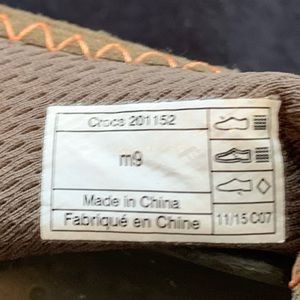 Crocs 201152
m9
Made in China
Fabriqué en Chine
11/15 C07